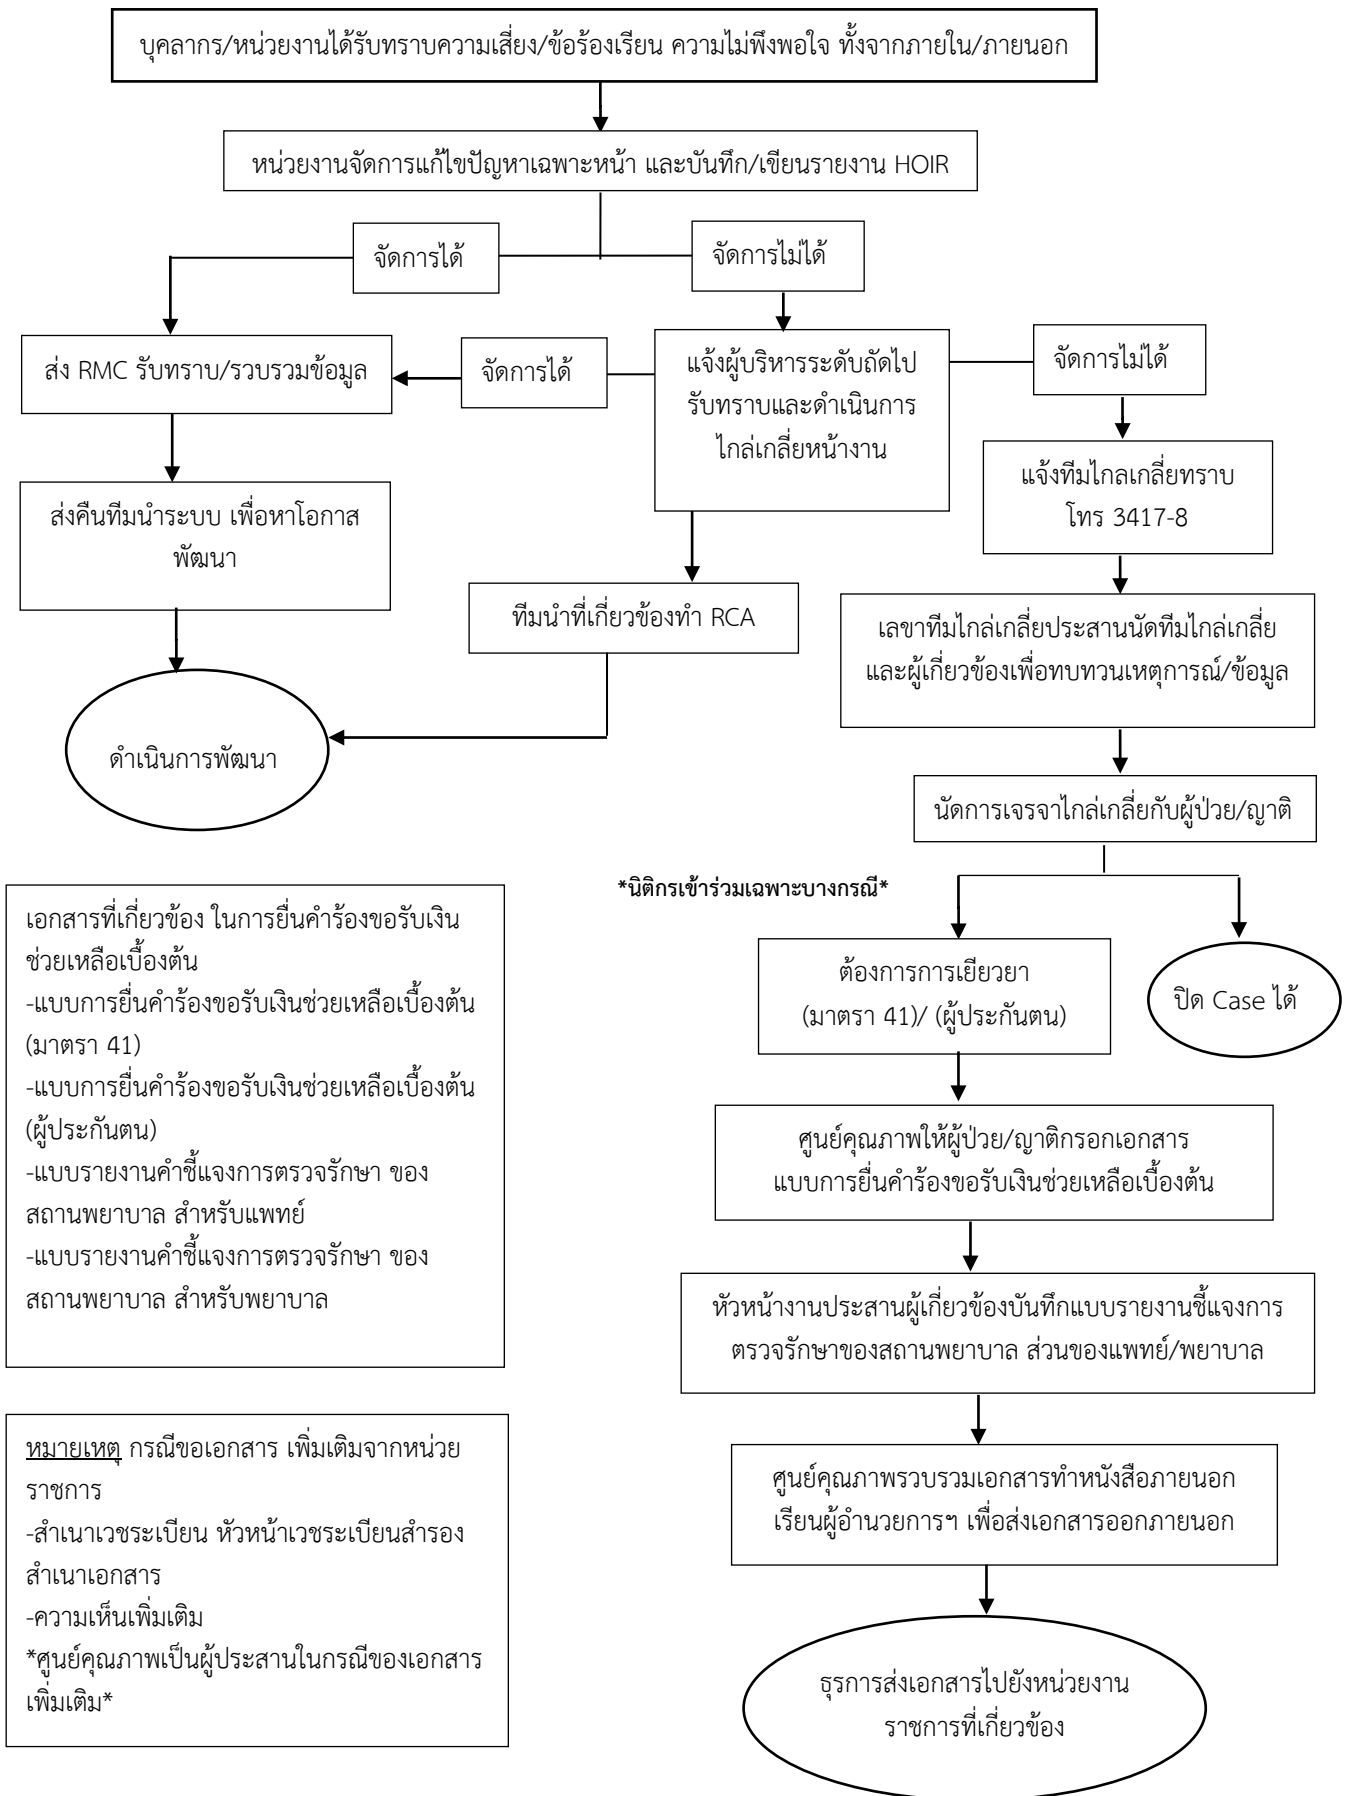 บุคลากร/หน่วยงานได้รับทราบความเสี่ยง/ข้อร้องเรียน ความไม่พึงพอใจ ทั้งจากภายใน/ภายนอก
หน่วยงานจัดการแก้ไขปัญหาเฉพาะหน้า และบันทึก/เขียนรายงาน HOIR
จัดการได้
จัดการไม่ได้
ส่ง RMC รับทราบ/รวบรวมข้อมูล
จัดการได้
แจ้งผู้บริหารระดับถัดไป
รับทราบและดำเนินการ
ไกล่เกลี่ยหน้างาน
จัดการไม่ได้
แจ้งทีมไกลเกลี่ยทราบ
โทร 3417-8
ส่งคืนทีมนำระบบ เพื่อหาโอกาส
พัฒนา
ทีมนำที่เกี่ยวข้องทำ RCA
เลขาทีมไกล่เกลี่ยประสานนัดทีมไกล่เกลี่ย
และผู้เกี่ยวข้องเพื่อทบทวนเหตุการณ์/ข้อมูล
ดำเนินการพัฒนา
นัดการเจรจาไกล่เกลี่ยกับผู้ป่วย/ญาติ
*นิติกรเข้าร่วมเฉพาะบางกรณี*
ต้องการการเยียวยา
(มาตรา 41)/ (ผู้ประกันตน)
ปิด Case ได้
ศูนย์คุณภาพให้ผู้ป่วย/ญาติกรอกเอกสาร
แบบการยื่นคำร้องขอรับเงินช่วยเหลือเบื้องต้น
หัวหน้างานประสานผู้เกี่ยวข้องบันทึกแบบรายงานชี้แจงการ
ตรวจรักษาของสถานพยาบาล ส่วนของแพทย์/พยาบาล
ศูนย์คุณภาพรวบรวมเอกสารทำหนังสือภายนอก
เรียนผู้อำนวยการฯ เพื่อส่งเอกสารออกภายนอก
ธุรการส่งเอกสารไปยังหน่วยงาน
ราชการที่เกี่ยวข้อง
เอกสารที่เกี่ยวข้อง ในการยื่นคำร้องขอรับเงิน
ช่วยเหลือเบื้องต้น
-แบบการยื่นคำร้องขอรับเงินช่วยเหลือเบื้องต้น
(มาตรา 41)
-แบบการยื่นคำร้องขอรับเงินช่วยเหลือเบื้องต้น
(ผู้ประกันตน)
-แบบรายงานคำชี้แจงการตรวจรักษา ของ
สถานพยาบาล สำหรับแพทย์
-แบบรายงานคำชี้แจงการตรวจรักษา ของ
สถานพยาบาล สำหรับพยาบาล
หมายเหตุ กรณีขอเอกสาร เพิ่มเติมจากหน่วย
ราชการ
-สำเนาเวชระเบียน หัวหน้าเวชระเบียนสำรอง
สำเนาเอกสาร
-ความเห็นเพิ่มเติม
*ศูนย์คุณภาพเป็นผู้ประสานในกรณีของเอกสาร
เพิ่มเติม*